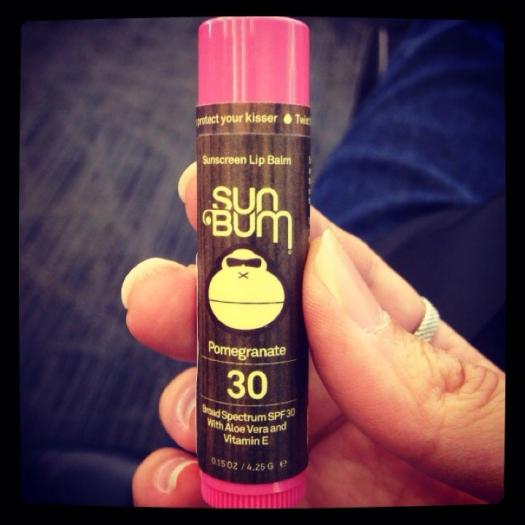 protect your kisser
Sunscreen Lip Balm
SUN
BUM
Pomegranate
30
Broad Spectrum SPF 30
With Aloe Vera and
Vitamin E
0.15 OZ / 4.25 G e